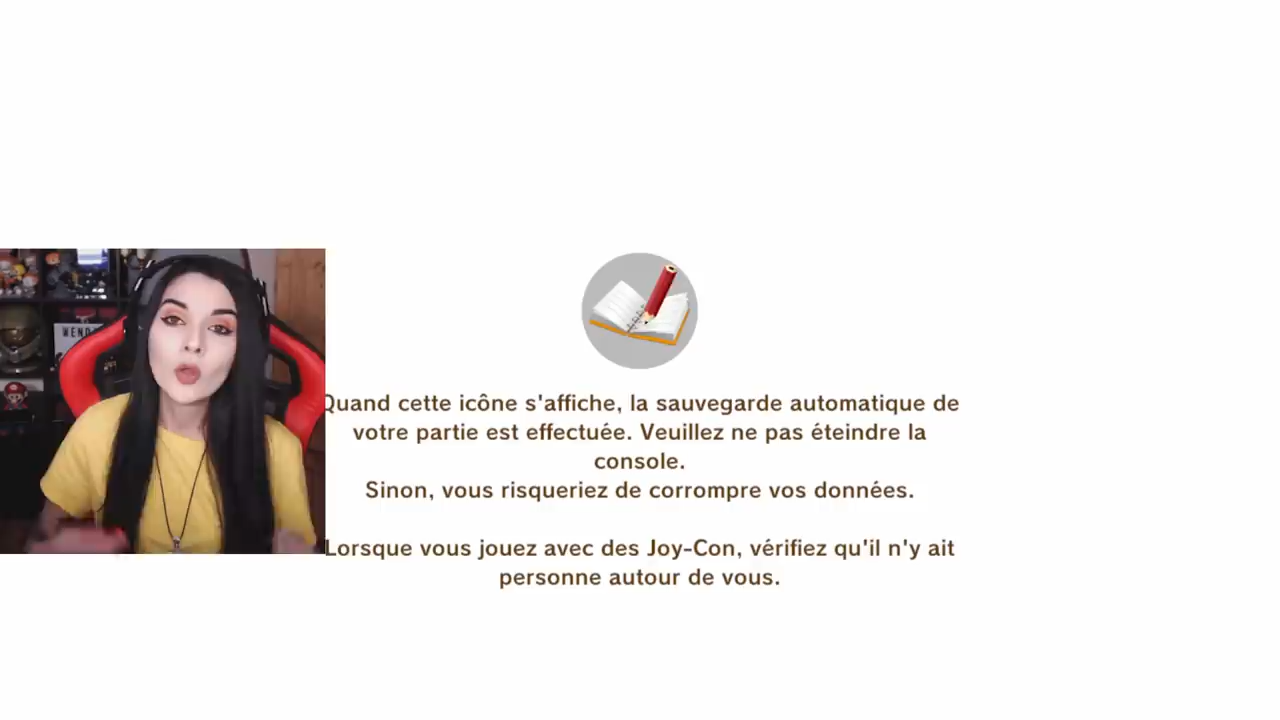 WEND
Quand cette icône s'affiche, la sauvegarde automatique de
votre partie est effectuée. Veuillez ne pas éteindre la
console.
Sinon, vous risqueriez de corrompre vos données.
Lorsque vous jouez avec des Joy-Con, vérifiez qu'il n'y ait
personne autour de vous.